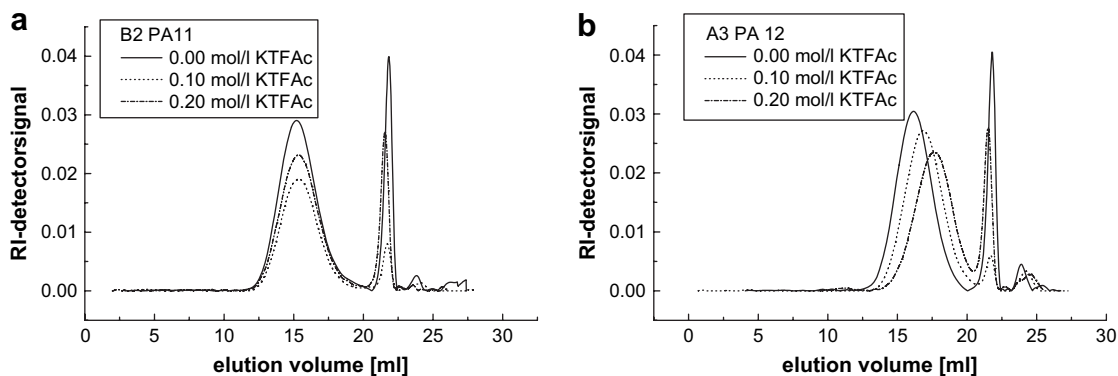 a
B2 PA11
0.00 mol/l KTFAc
0.10 mol/l KTFAc
0.20 mol/l KTFAc
0.04
0.03
0.02
0.01
0.00
RI-detectorsignal
0 5 10 15 20 25 30
elution volume [ml]
b
A3 PA 12
0.00 mol/l KTFAc
0.10 mol/l KTFAc
0.20 mol/l KTFAc
0.04
0.03
0.02
0.01
0.00
RI-detectorsignal
0 5 10 15 20 25 30
elution volume [ml]